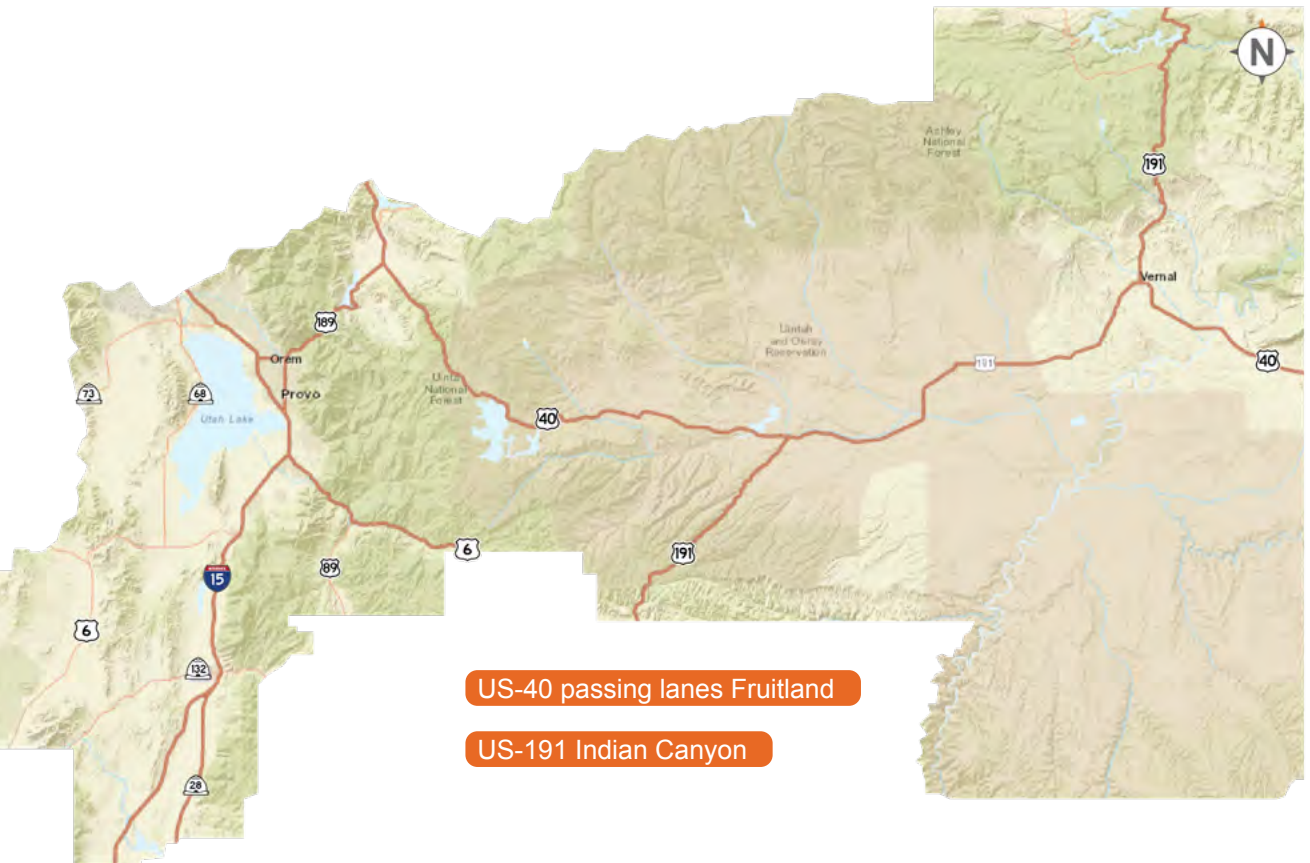 N
Ashley
National
Forest
191
Vernal
189
Orem
Provo
73
68
Utah Lake
Uinta
National
Forest
Uintah
and Ouray
Reservation
191
40
40
6
191
15
89
6
132
28
US-40 passing lanes Fruitland
US-191 Indian Canyon